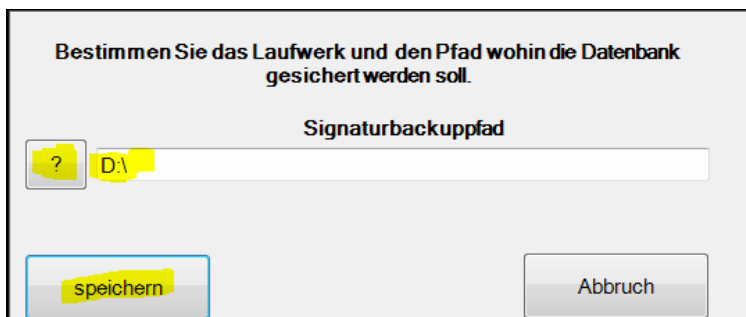 Bestimmen Sie das Laufwerk und den Pfad wohin die Datenbank
gesichert werden soll.
Signaturbackuppfad
? D:\
speichern Abbruch